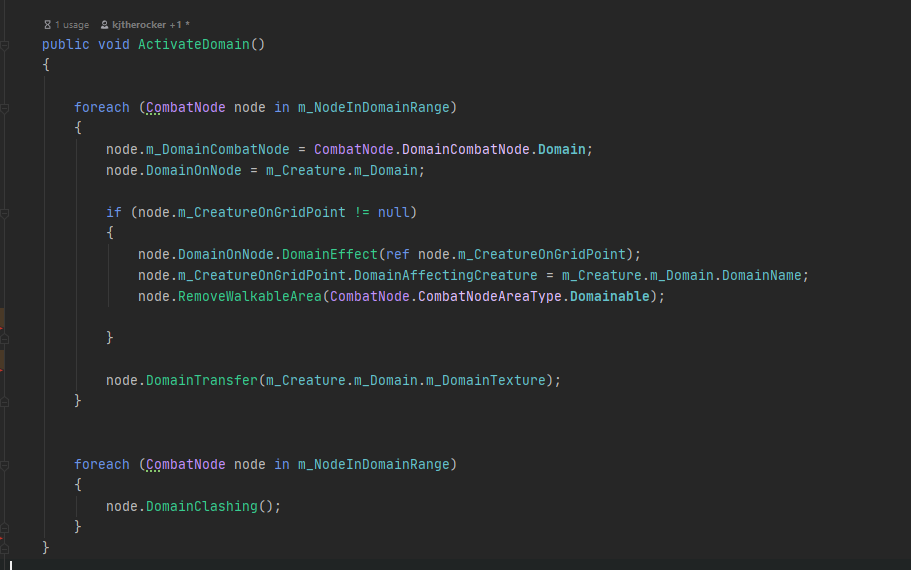 1 usage kjtherocker +1 *
public void ActivateDomain()
{
foreach (CombatNode node in m_NodeInDomainRange)
{
node.m_DomainCombatNode = CombatNode.DomainCombatNode.Domain;
node.DomainOnNode = m_Creature.m_Domain;
if (node.m_CreatureOnGridPoint != null)
{
node.DomainOnNode.DomainEffect(ref node.m_CreatureOnGridPoint);
node.m_CreatureOnGridPoint.DomainAffectingCreature = m_Creature.m_Domain.DomainName;
node.RemoveWalkableArea(CombatNode.CombatNodeAreaType.Domainable);
}
node.DomainTransfer(m_Creature.m_Domain.m_DomainTexture);
}
foreach (CombatNode node in m_NodeInDomainRange)
{
node.DomainClashing();
}
}